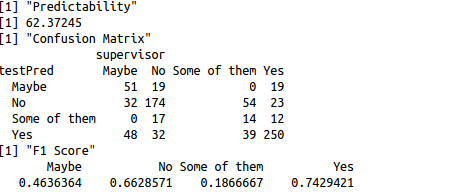 [1] "Predictability"
[1] 62.37245
[1] "Confusion Matrix"
supervisor
testPred Maybe No Some of them Yes
Maybe 51 19 0 19
No 32 174 54 23
Some of them 0 17 14 12
Yes 48 32 39 250
[1] "F1 Score"
Maybe No Some of them Yes
0.4636364 0.6628571 0.1866667 0.7429421